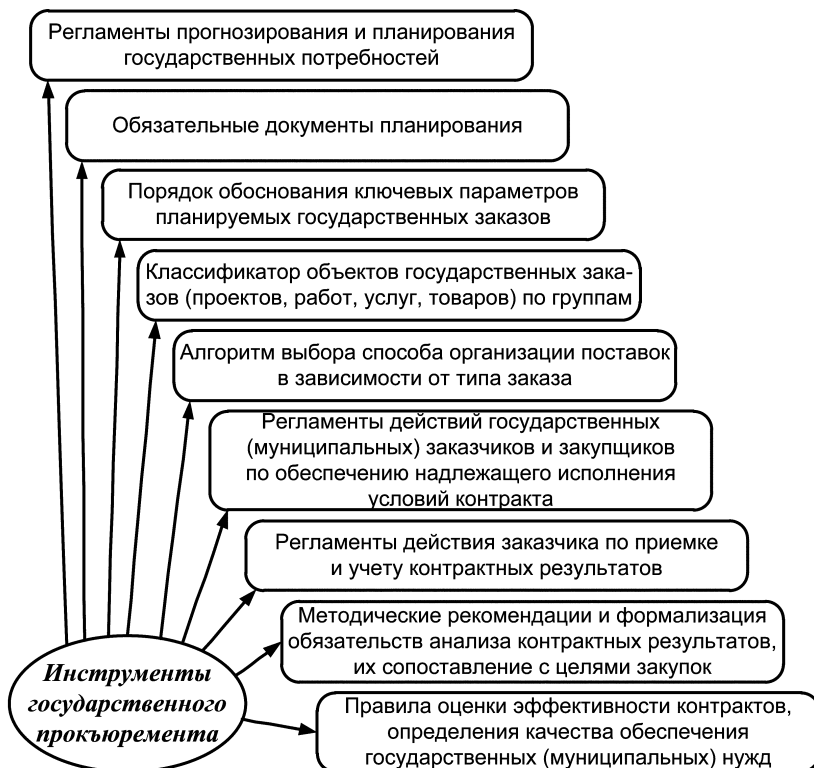 Регламенты прогнозирования и планирования
государственных потребностей
Обязательные документы планирования
Порядок обоснования ключевых параметров
планируемых государственных заказов
Классификатор объектов государственных зака-
зов (проектов, работ, услуг, товаров) по группам
Алгоритм выбора способа организации поставок
в зависимости от типа заказа
Регламенты действий государственных
(муниципальных) заказчиков и закупщиков
по обеспечению надлежащего исполнения
условий контракта
Регламенты действия заказчика по приемке
и учету контрактных результатов
Методические рекомендации и формализация
обязательств анализа контрактных результатов,
их сопоставление с целями закупок
Правила оценки эффективности контрактов,
определения качества обеспечения
государственных (муниципальных) нужд
Инструменты
государственного
прокъюремента